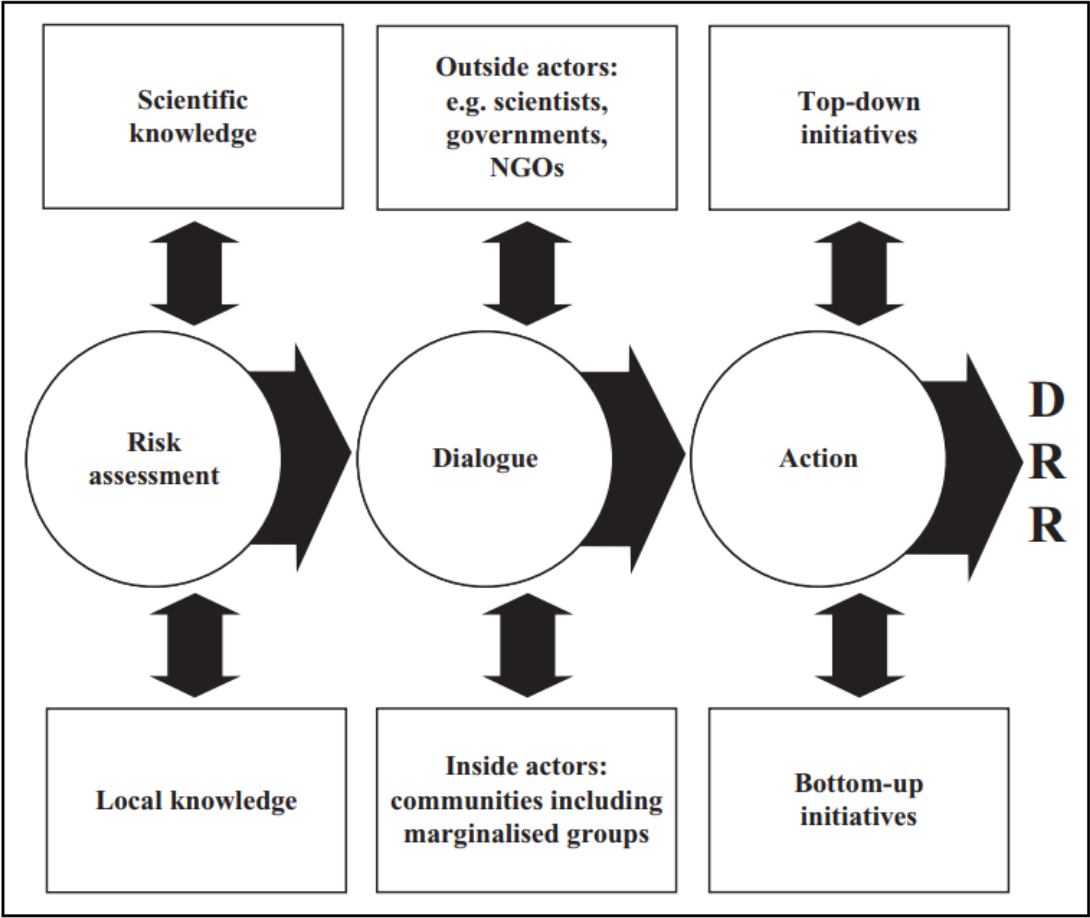 Scientific
knowledge
Outside actors:
e.g. scientists,
governments,
NGOs
Top-down
initiatives
Risk
assessment
Dialogue
Action
D
R
R
Local knowledge
Inside actors:
communities including
marginalised groups
Bottom-up
initiatives